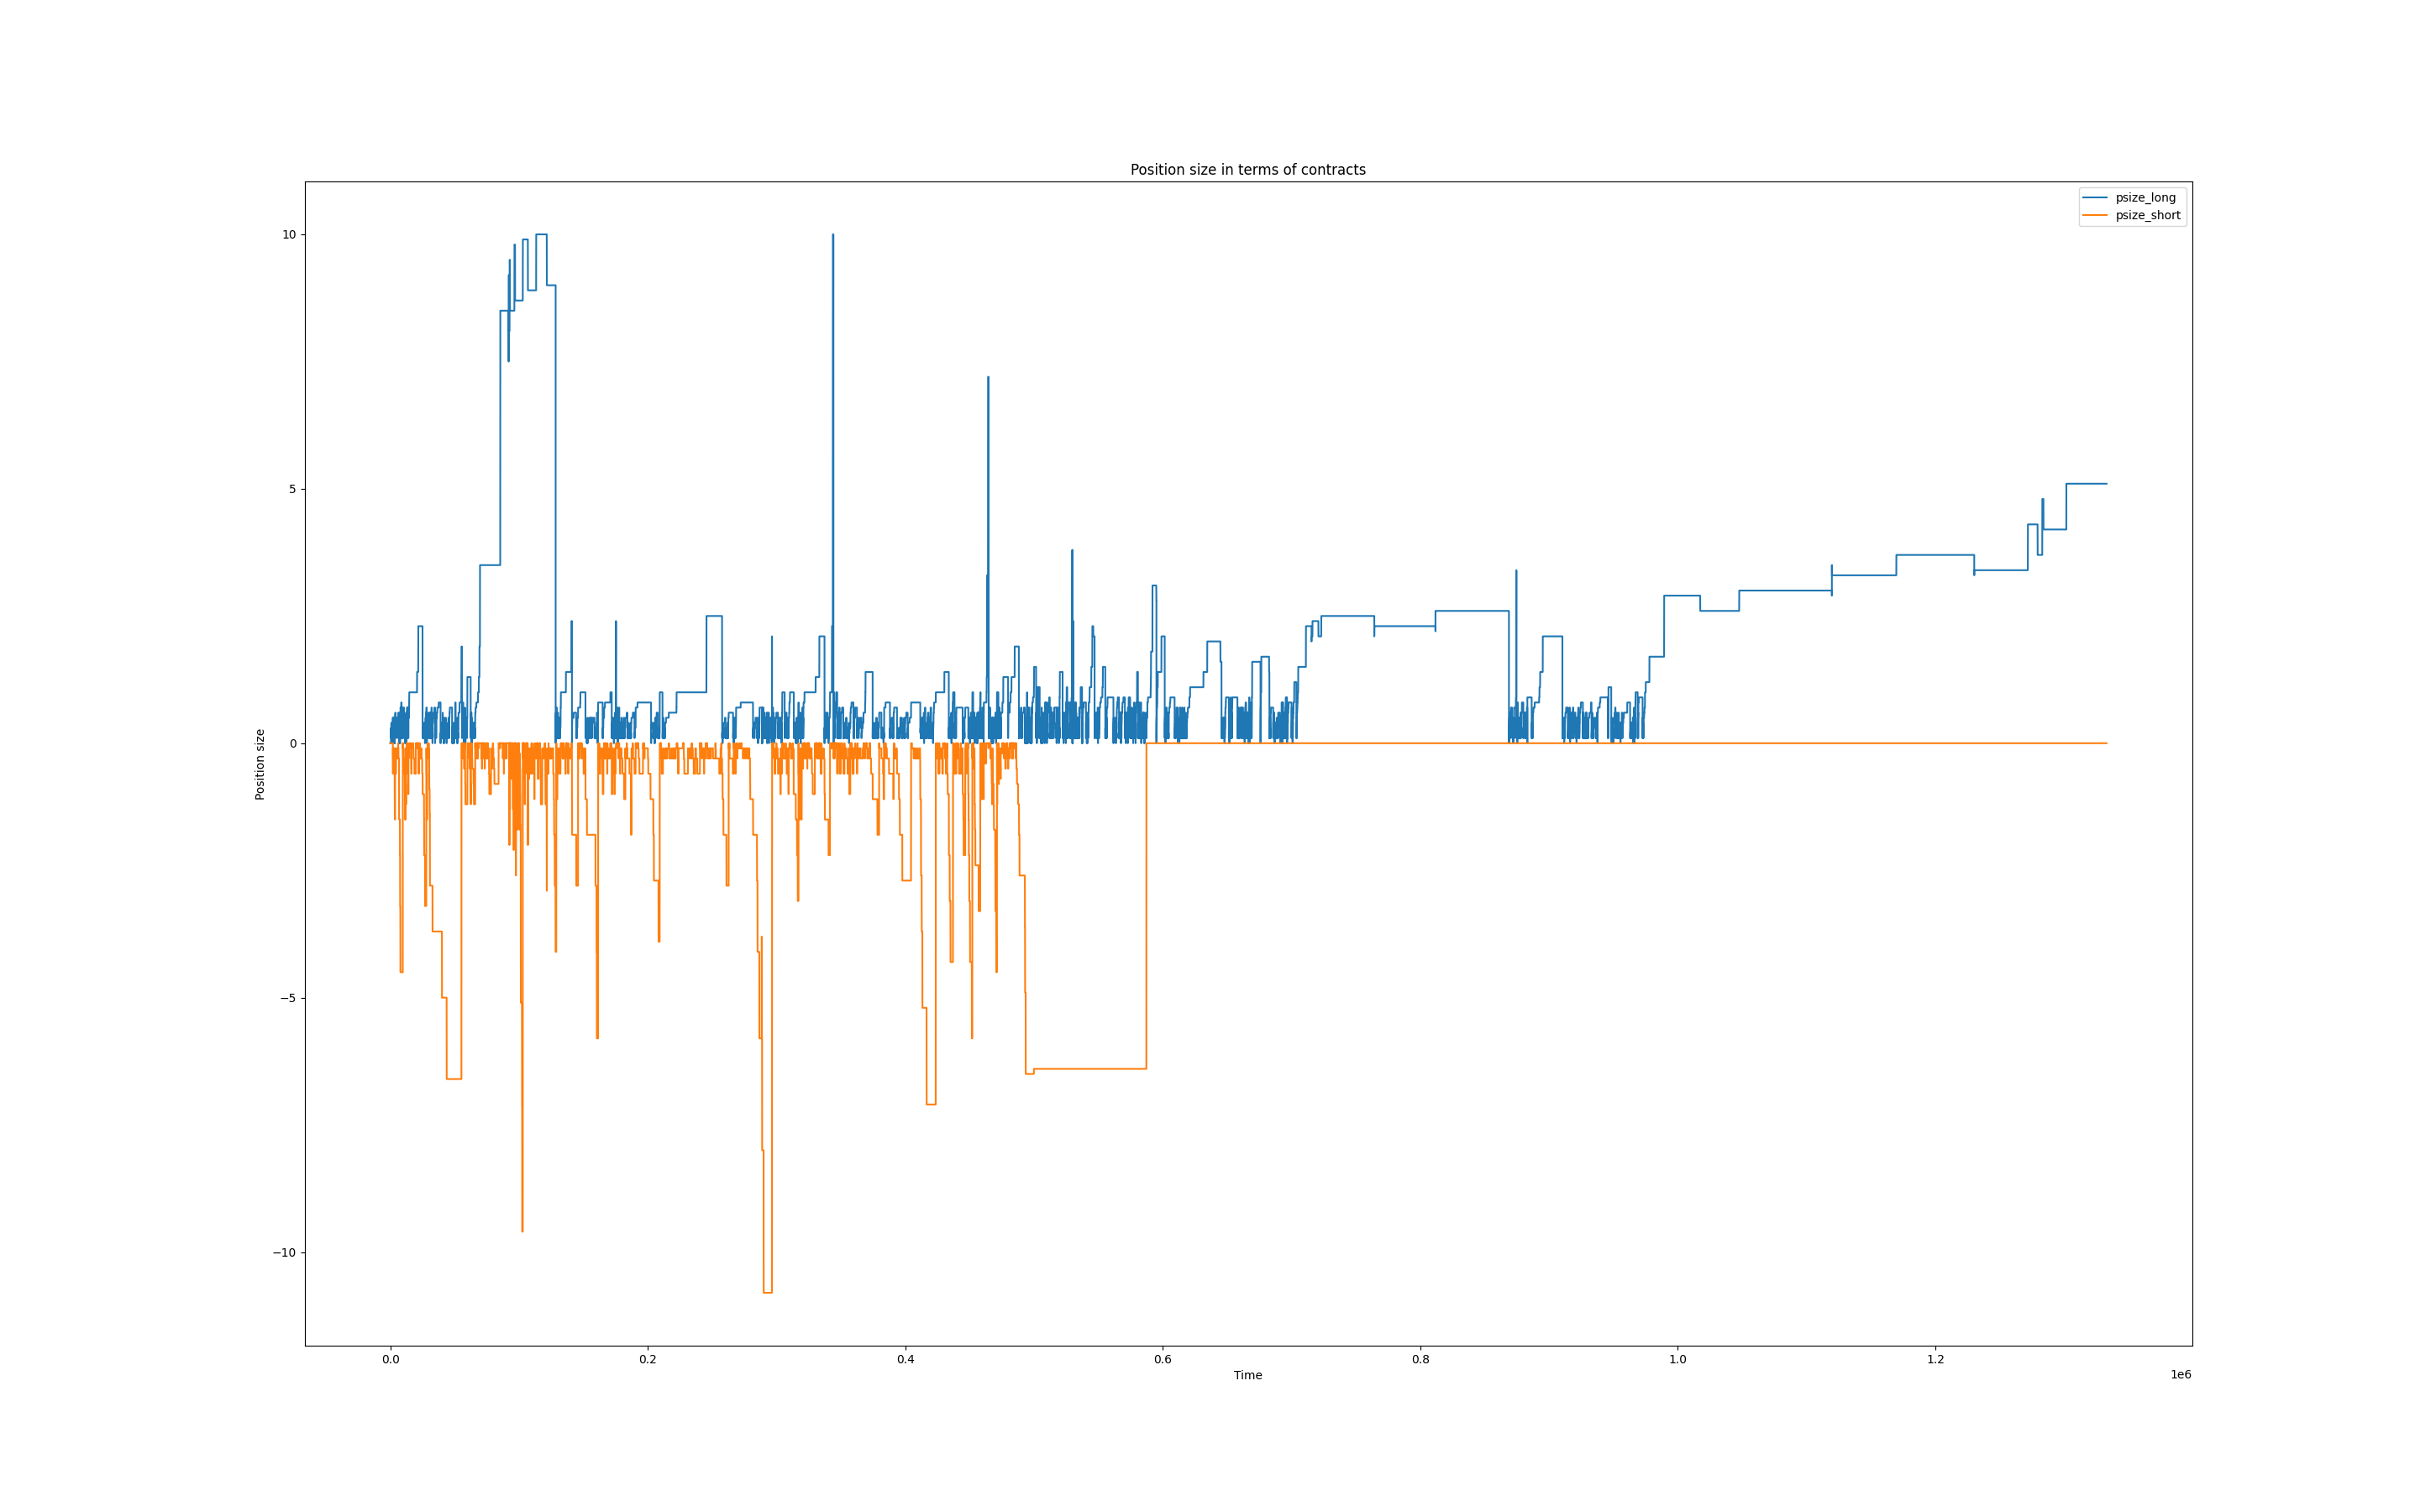 Position size in terms of contracts
psize_long
psize_short
10
5
0
−5
−10
Position size
0.0 0.2 0.4 0.6 0.8 1.0 1.2
1e6
Time